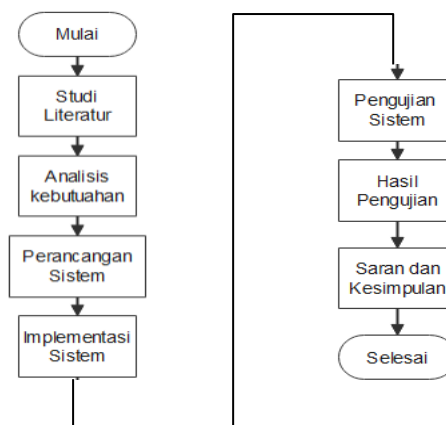 Mulai
Studi
Literatur
Analisis
kebutuahan
Perancangan
Sistem
Implementasi
Sistem
Pengujian
Sistem
Hasil
Pengujian
Saran dan
Kesimpulan
Selesai